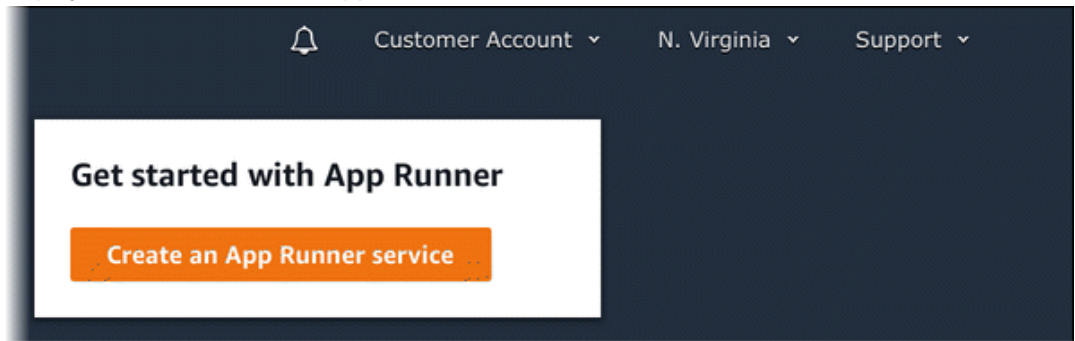 Customer Account N. Virginia Support
Get started with App Runner
Create an App Runner service